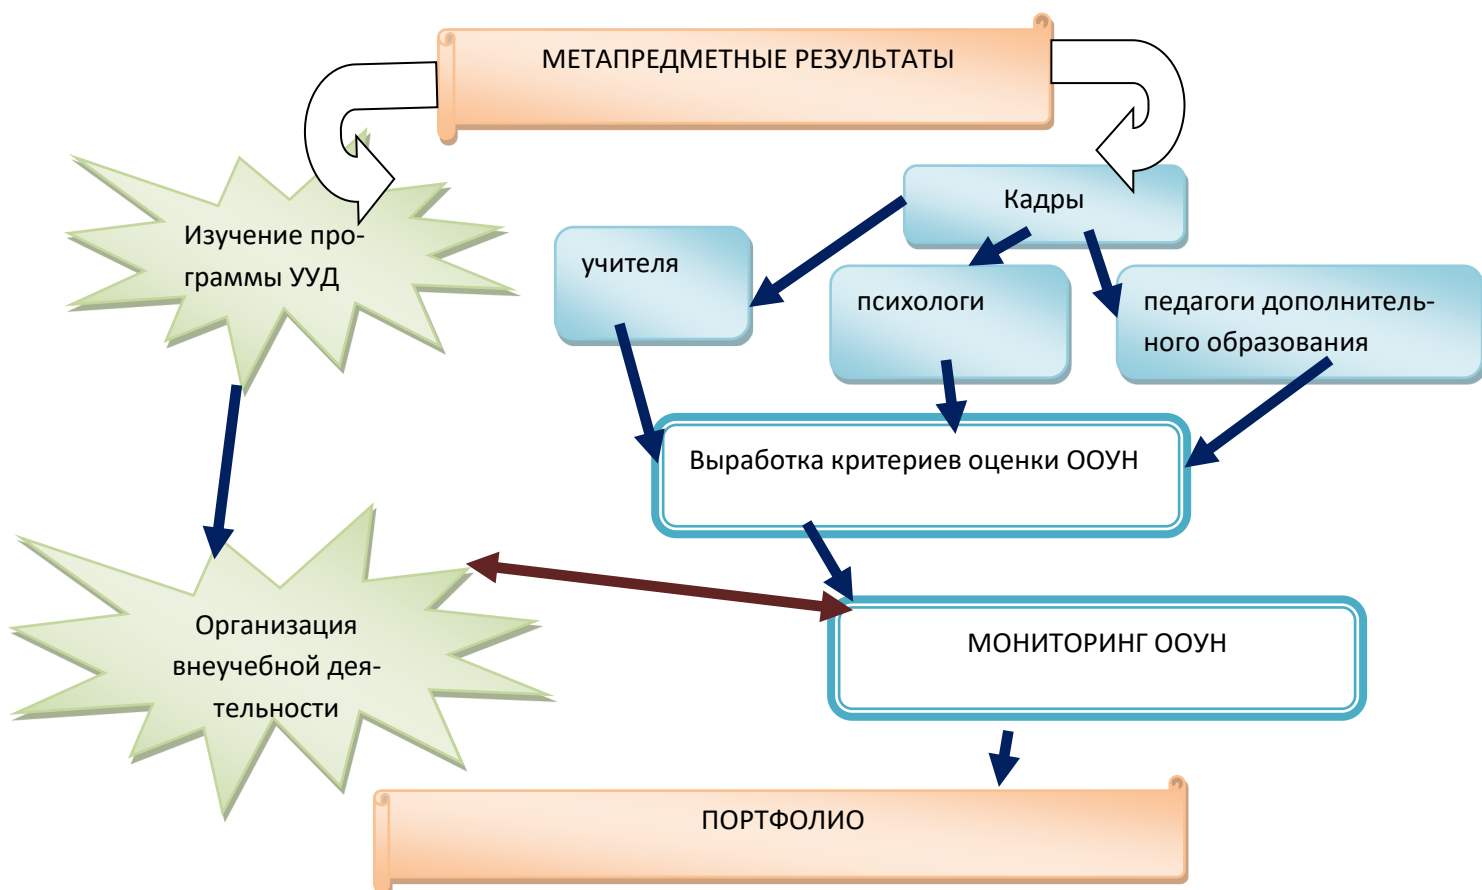 МЕТАПРЕДМЕТНЫЕ РЕЗУЛЬТАТЫ
Кадры
Изучение про-
граммы УУД
учителя
психологи
педагоги дополнитель-
ного образования
Выработка критериев оценки ООУН
Организация
внеучебной дея-
тельности
МОНИТОРИНГ ООУН
ПОРТФОЛИО